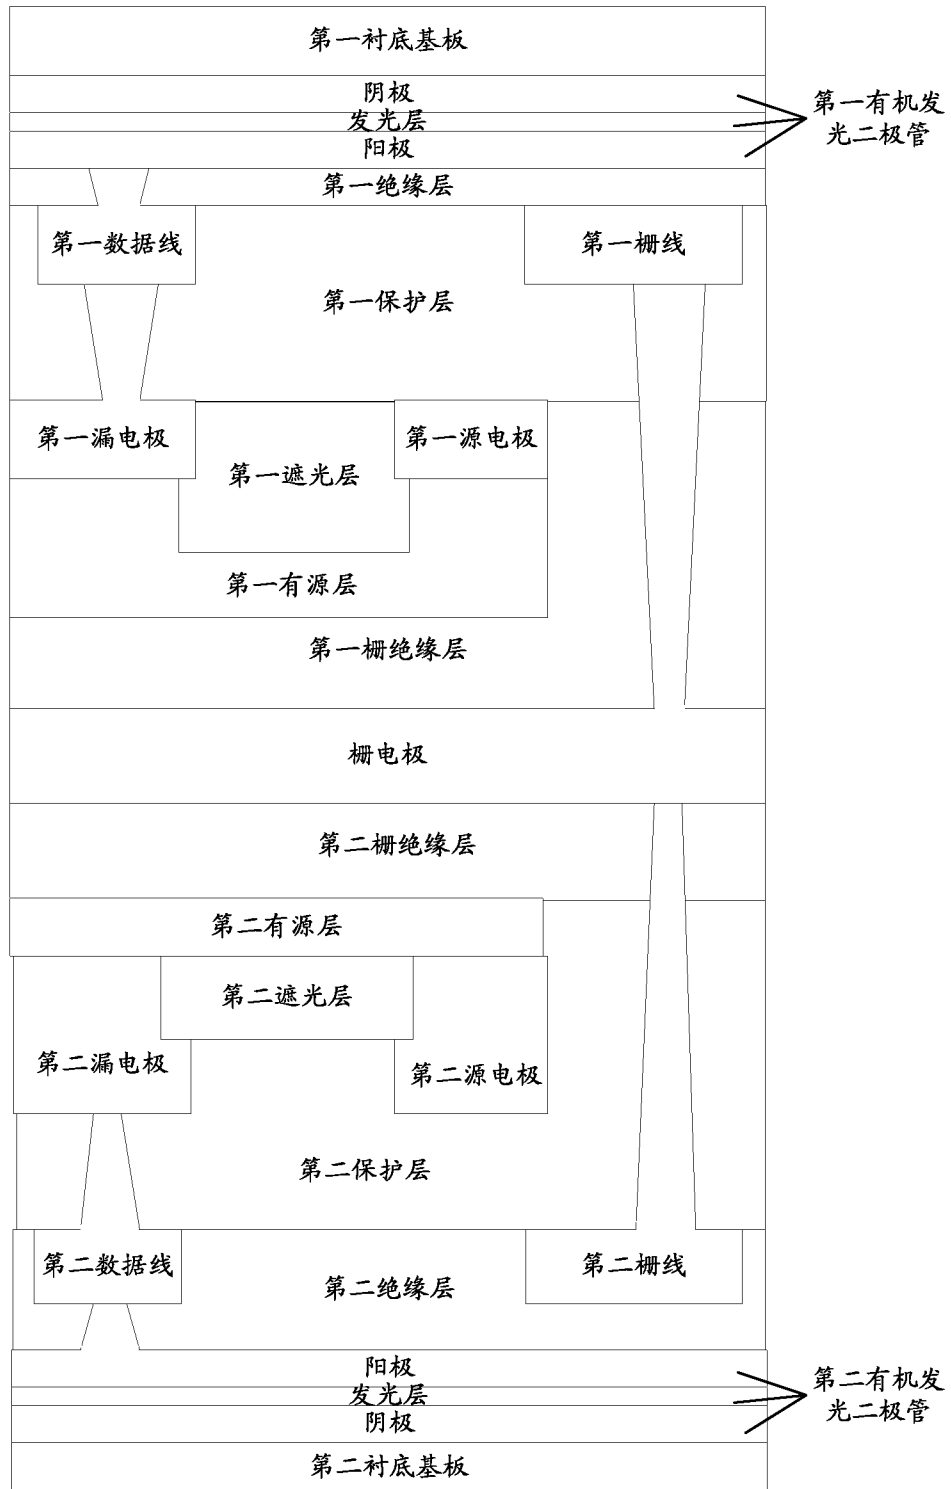 第一衬底基板
阴极
发光层
阳极
第一有机发
光二极管
第一绝缘层
第一数据线
第一栅线
第一保护层
第一漏电极
第一源电极
第一遮光层
第一有源层
第一栅绝缘层
栅电极
第二栅绝缘层
第二有源层
第二遮光层
第二漏电极
第二源电极
第二保护层
第二数据线
第二栅线
第二绝缘层
阳极
发光层
阴极
第二有机发
光二极管
第二衬底基板